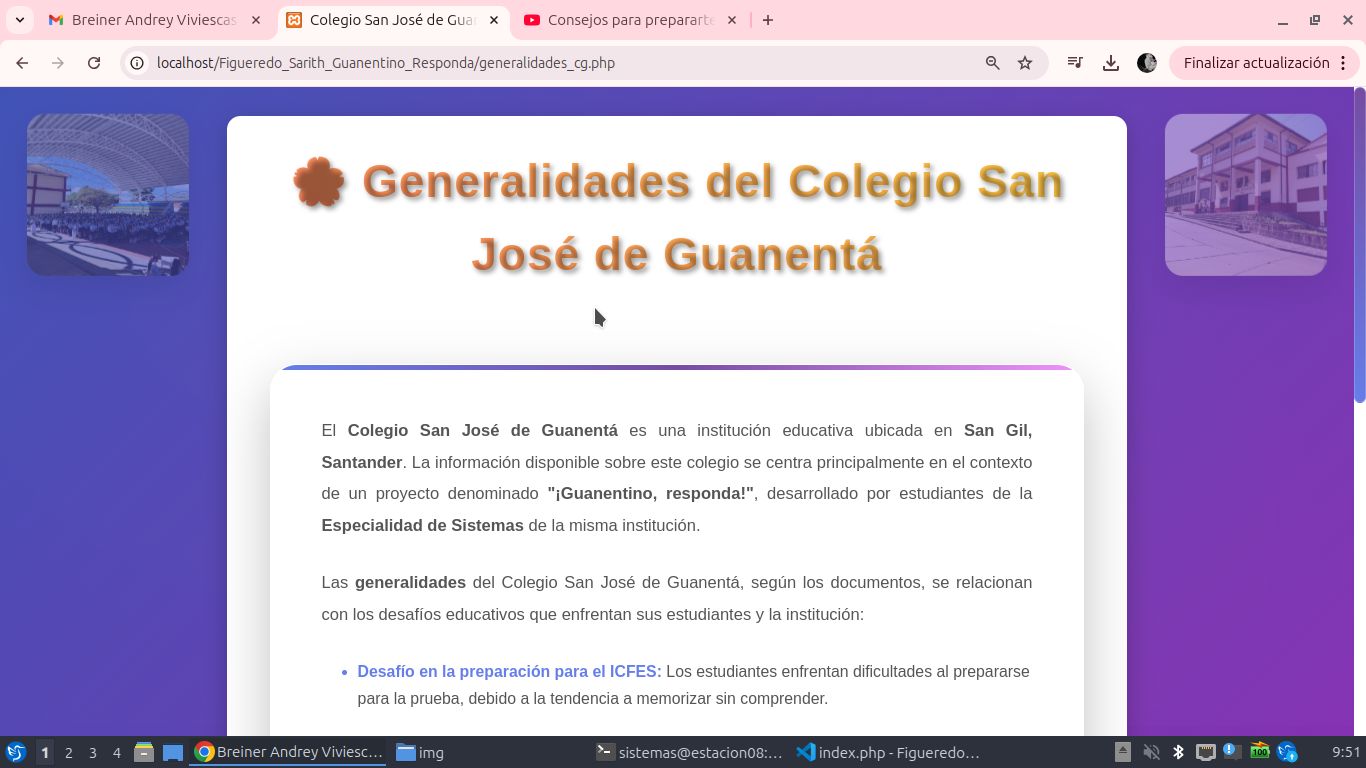 Breiner Andrey Viviescas
Colegio San José de Guan
Consejos para prepararte
localhost/Figueredo_Sarith_Guanentino_Responda/generalidades_cg.php
Finalizar actualización
Generalidades del Colegio San
José de Guanentá
El Colegio San José de Guanentá es una institución educativa ubicada en San Gil,
Santander. La información disponible sobre este colegio se centra principalmente en el contexto
de un proyecto denominado "¡Guanentino, responda!", desarrollado por estudiantes de la
Especialidad de Sistemas de la misma institución.
Las generalidades del Colegio San José de Guanentá, según los documentos, se relacionan
con los desafíos educativos que enfrentan sus estudiantes y la institución:
• Desafío en la preparación para el ICFES: Los estudiantes enfrentan dificultades al prepararse
para la prueba, debido a la tendencia a memorizar sin comprender.
1 2 3 4 Breiner Andrey Viviesc... img sistemas@estacion08:... index.php - Figueredo... 100 9:51